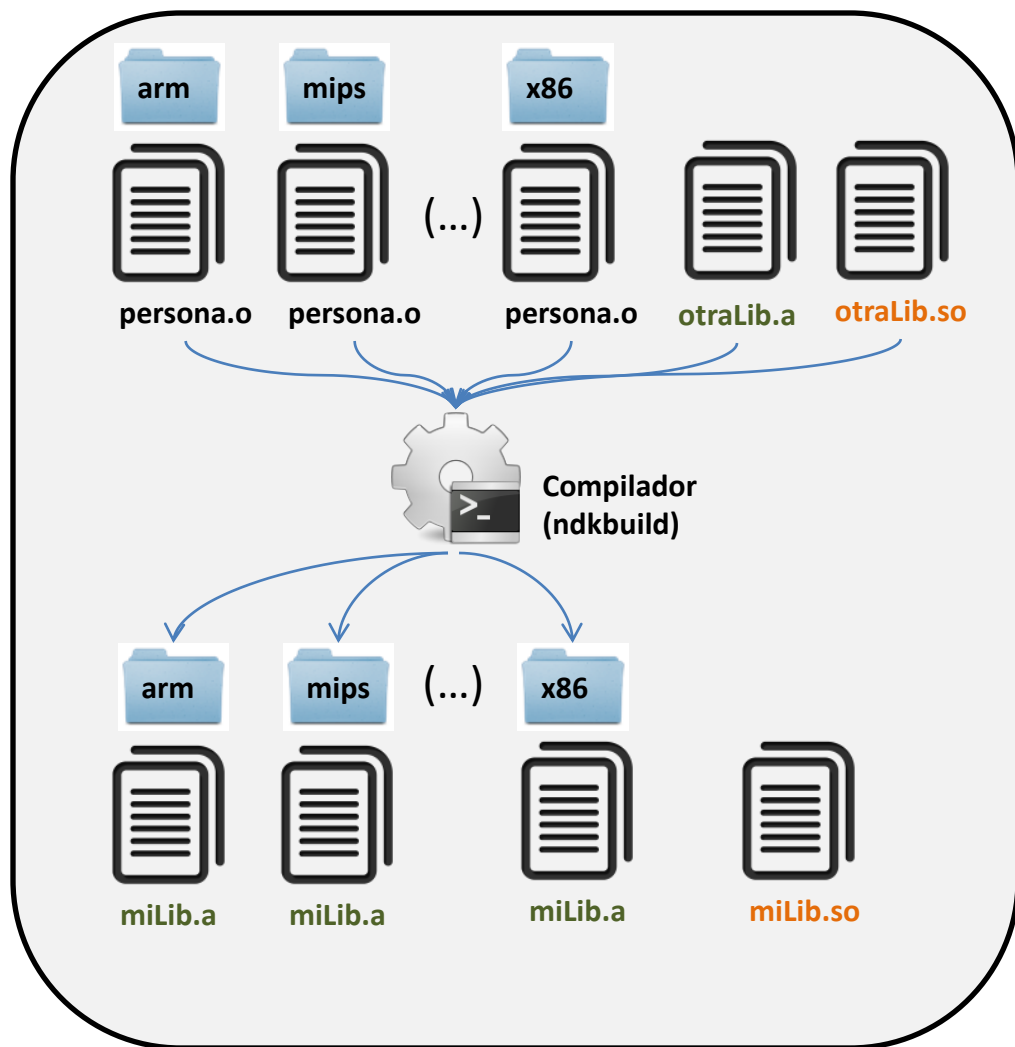 arm
mips
x86
(...)
persona.o
persona.o
persona.o
otraLib.a
otraLib.so
>_
Compilador
(ndkbuild)
arm
mips
(...)
x86
miLib.a
miLib.a
miLib.a
miLib.so